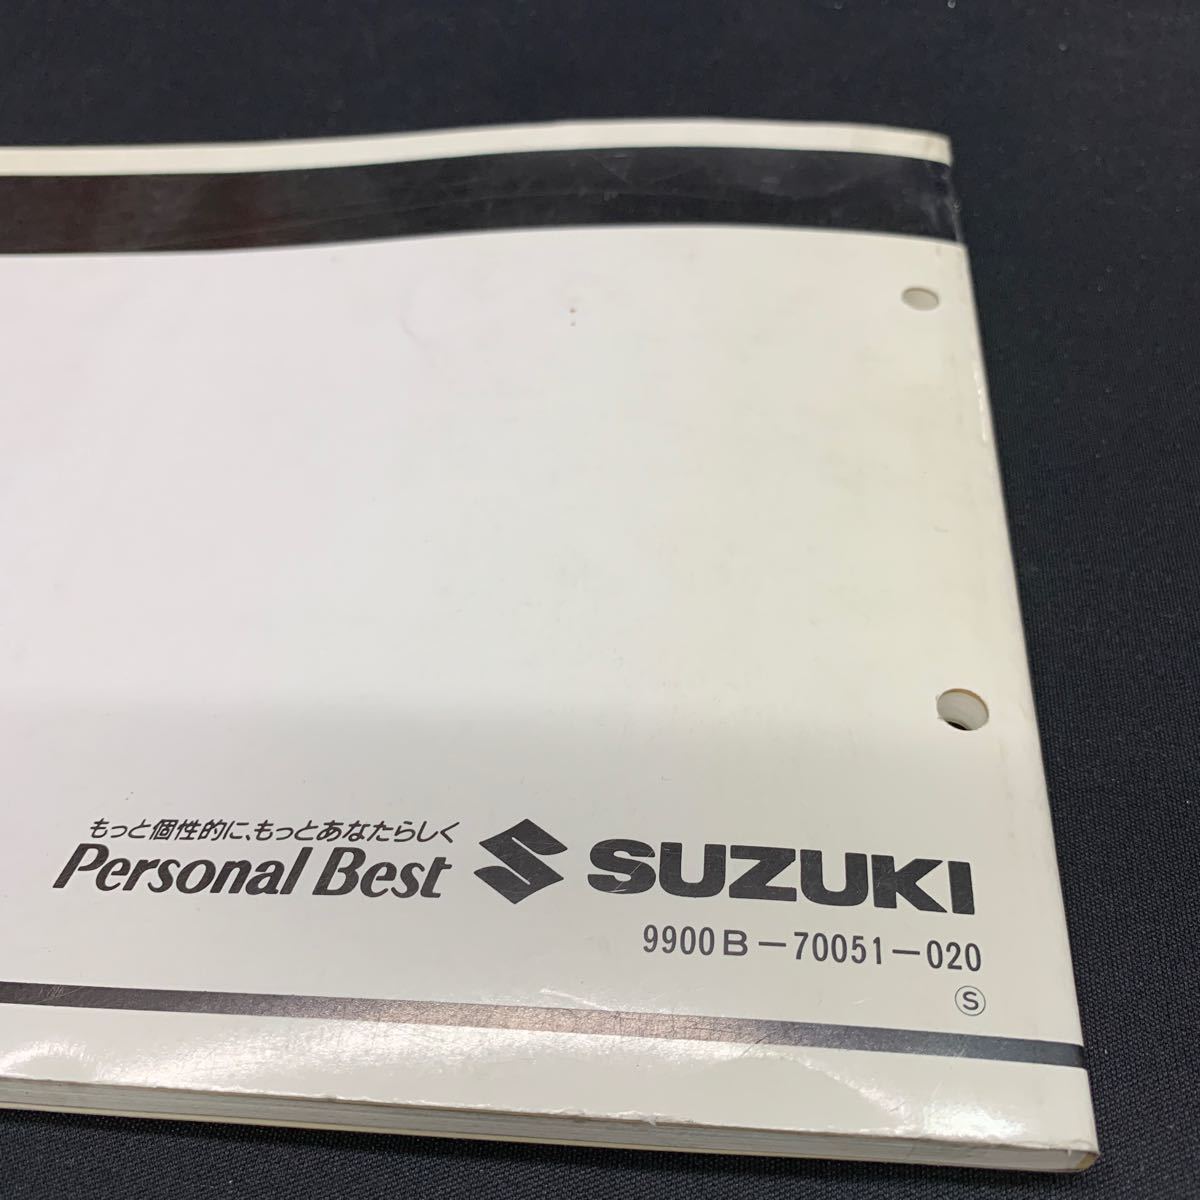 もっと個性的に、もっとあなたらしく
Personal Best SUZUKI
9900B-70051-020
Ⓢ